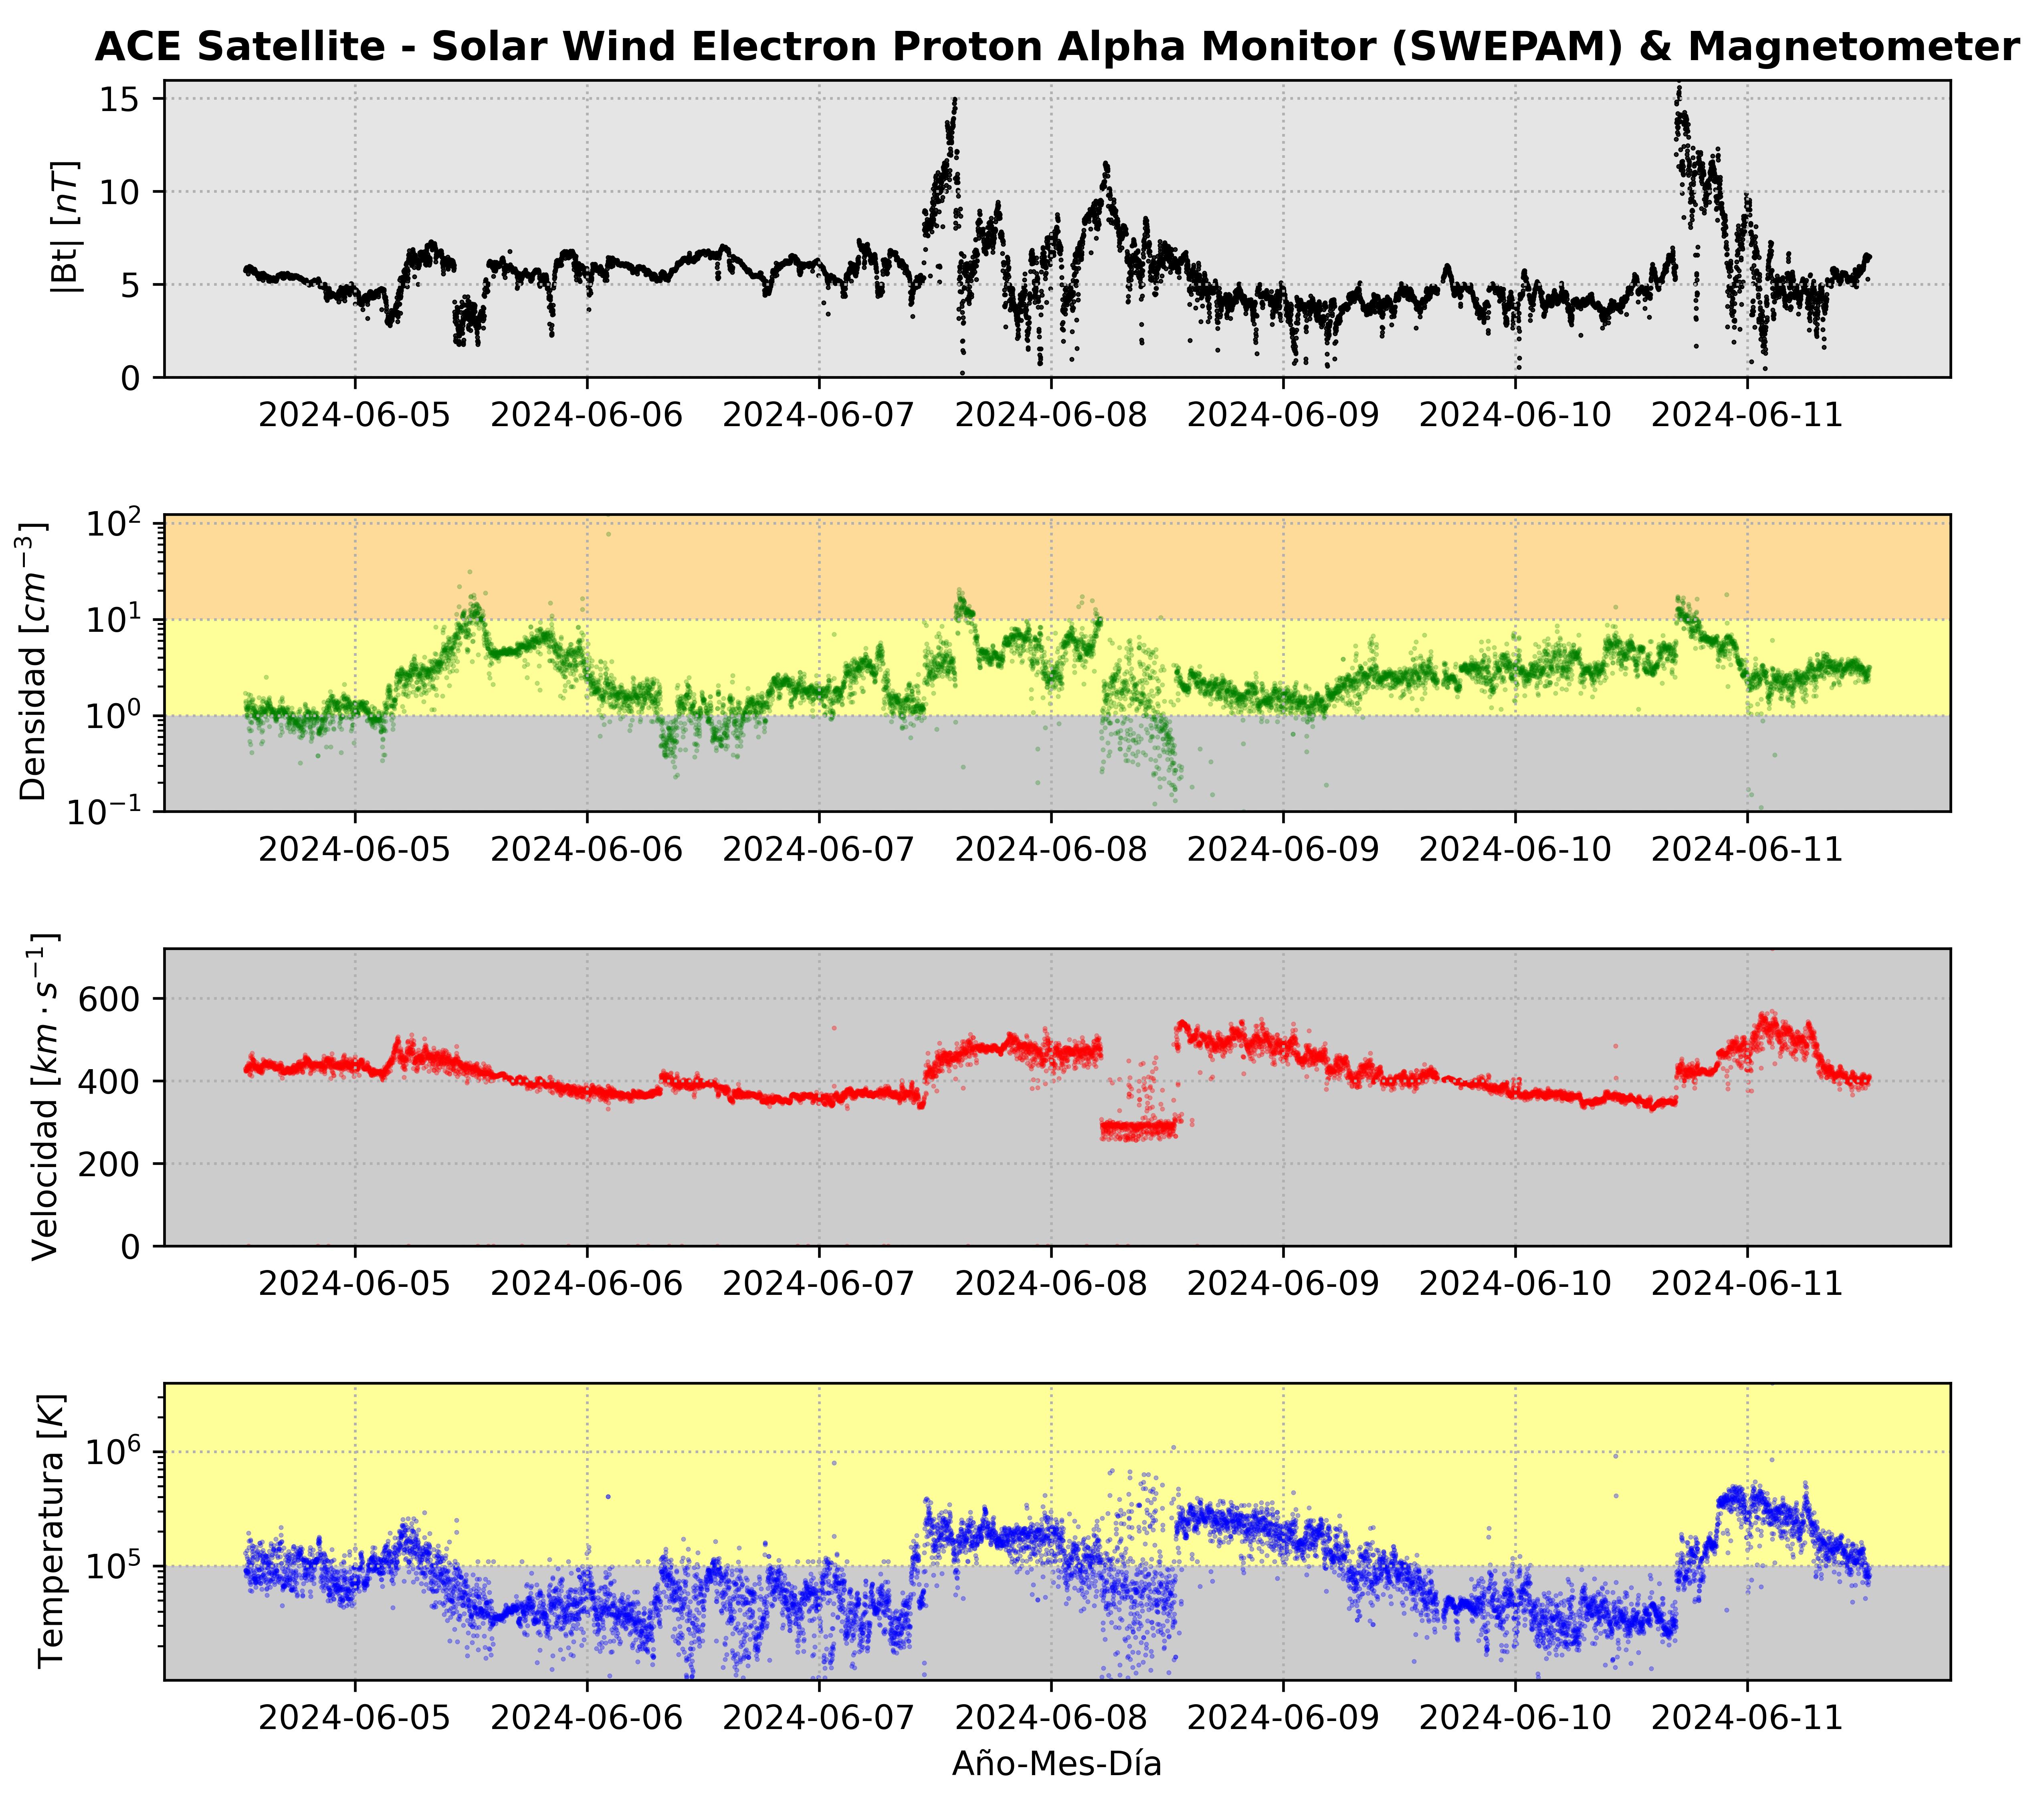 ACE Satellite - Solar Wind Electron Proton Alpha Monitor (SWEPAM) & Magnetometer
|Bt| [nT]
15
10
5
0
2024-06-05 2024-06-06 2024-06-07 2024-06-08 2024-06-09 2024-06-10 2024-06-11
Densidad [cm⁻³]
10²
10¹
10⁰
10⁻¹
2024-06-05 2024-06-06 2024-06-07 2024-06-08 2024-06-09 2024-06-10 2024-06-11
Velocidad [km · s⁻¹]
600
400
200
0
2024-06-05 2024-06-06 2024-06-07 2024-06-08 2024-06-09 2024-06-10 2024-06-11
Temperatura [K]
10⁶
10⁵
2024-06-05 2024-06-06 2024-06-07 2024-06-08 2024-06-09 2024-06-10 2024-06-11
Año-Mes-Día